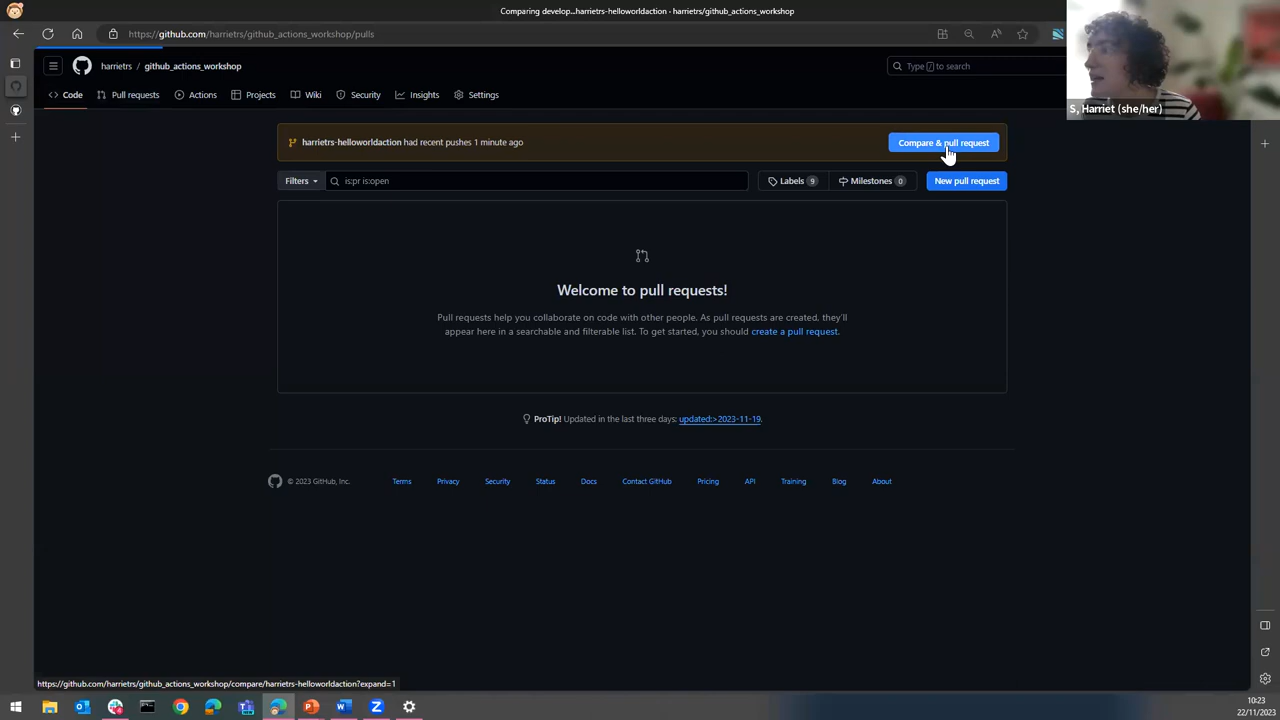 Comparing develop...harrietrs-helloworldaction - harrietrs/github_actions_workshop
https://github.com/harrietrs/github_actions_workshop/pulls
harrietrs / github_actions_workshop
Type / to search
S, Harriet (she/her)
Code Pull requests Actions Projects Wiki Security Insights Settings
harrietrs-helloworldaction had recent pushes 1 minute ago
Compare & pull request
Filters is:pr is:open Labels 9 Milestones 0 New pull request
Welcome to pull requests!
Pull requests help you collaborate on code with other people. As pull requests are created, they'll
appear here in a searchable and filterable list. To get started, you should create a pull request.
ProTip! Updated in the last three days: updated:>2023-11-19.
© 2023 GitHub, Inc. Terms Privacy Security Status Docs Contact GitHub Pricing API Training Blog About
https://github.com/harrietrs/github_actions_workshop/compare/harrietrs-helloworldaction?expand=1
10:23
22/11/2023